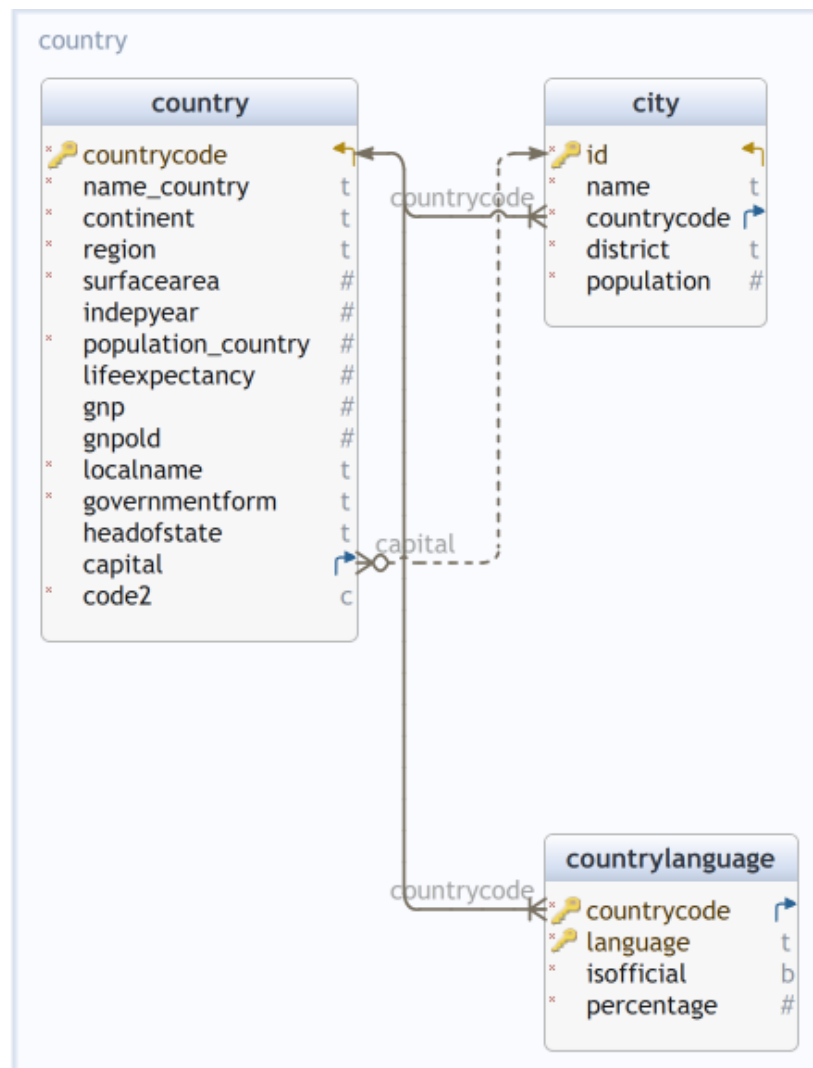 country
country
countrycode
name_country t
continent t
region t
surfacearea #
indepyear #
population_country #
lifeexpectancy #
gnp #
gnpold #
localname t
governmentform t
headofstate t
capital
code2 c
countrycode
capital
city
id
name t
countrycode
district t
population #
countrycode
countrylanguage
countrycode
language t
isofficial b
percentage #